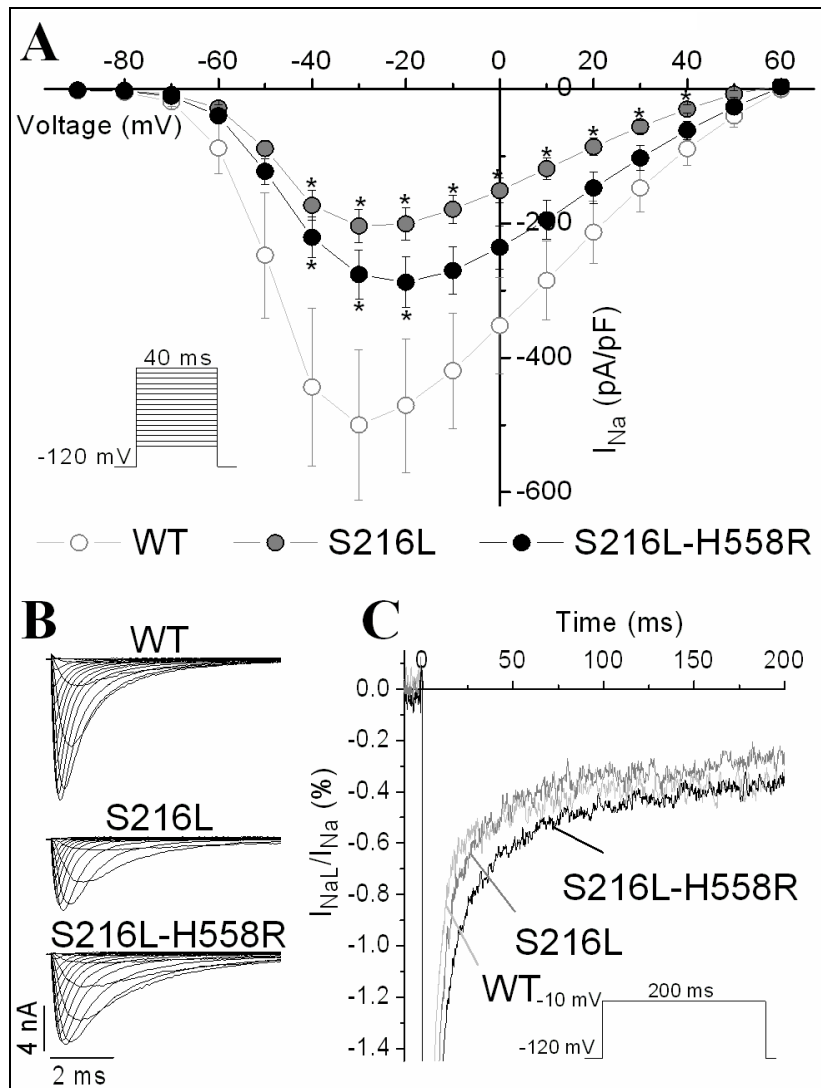 A
-80 -60 -40 -20 0 20 40 60
Voltage (mV)
* * * * * * * * *
* * *
-200
-400
-600
I_Na (pA/pF)
40 ms
-120 mV
WT S216L S216L-H558R
B
WT
S216L
S216L-H558R
4 nA
2 ms
C
Time (ms)
0 50 100 150 200
0.0
-0.2
-0.4
-0.6
-0.8
-1.0
-1.2
-1.4
I_NaL/I_Na (%)
S216L-H558R
S216L
WT
-10 mV
200 ms
-120 mV